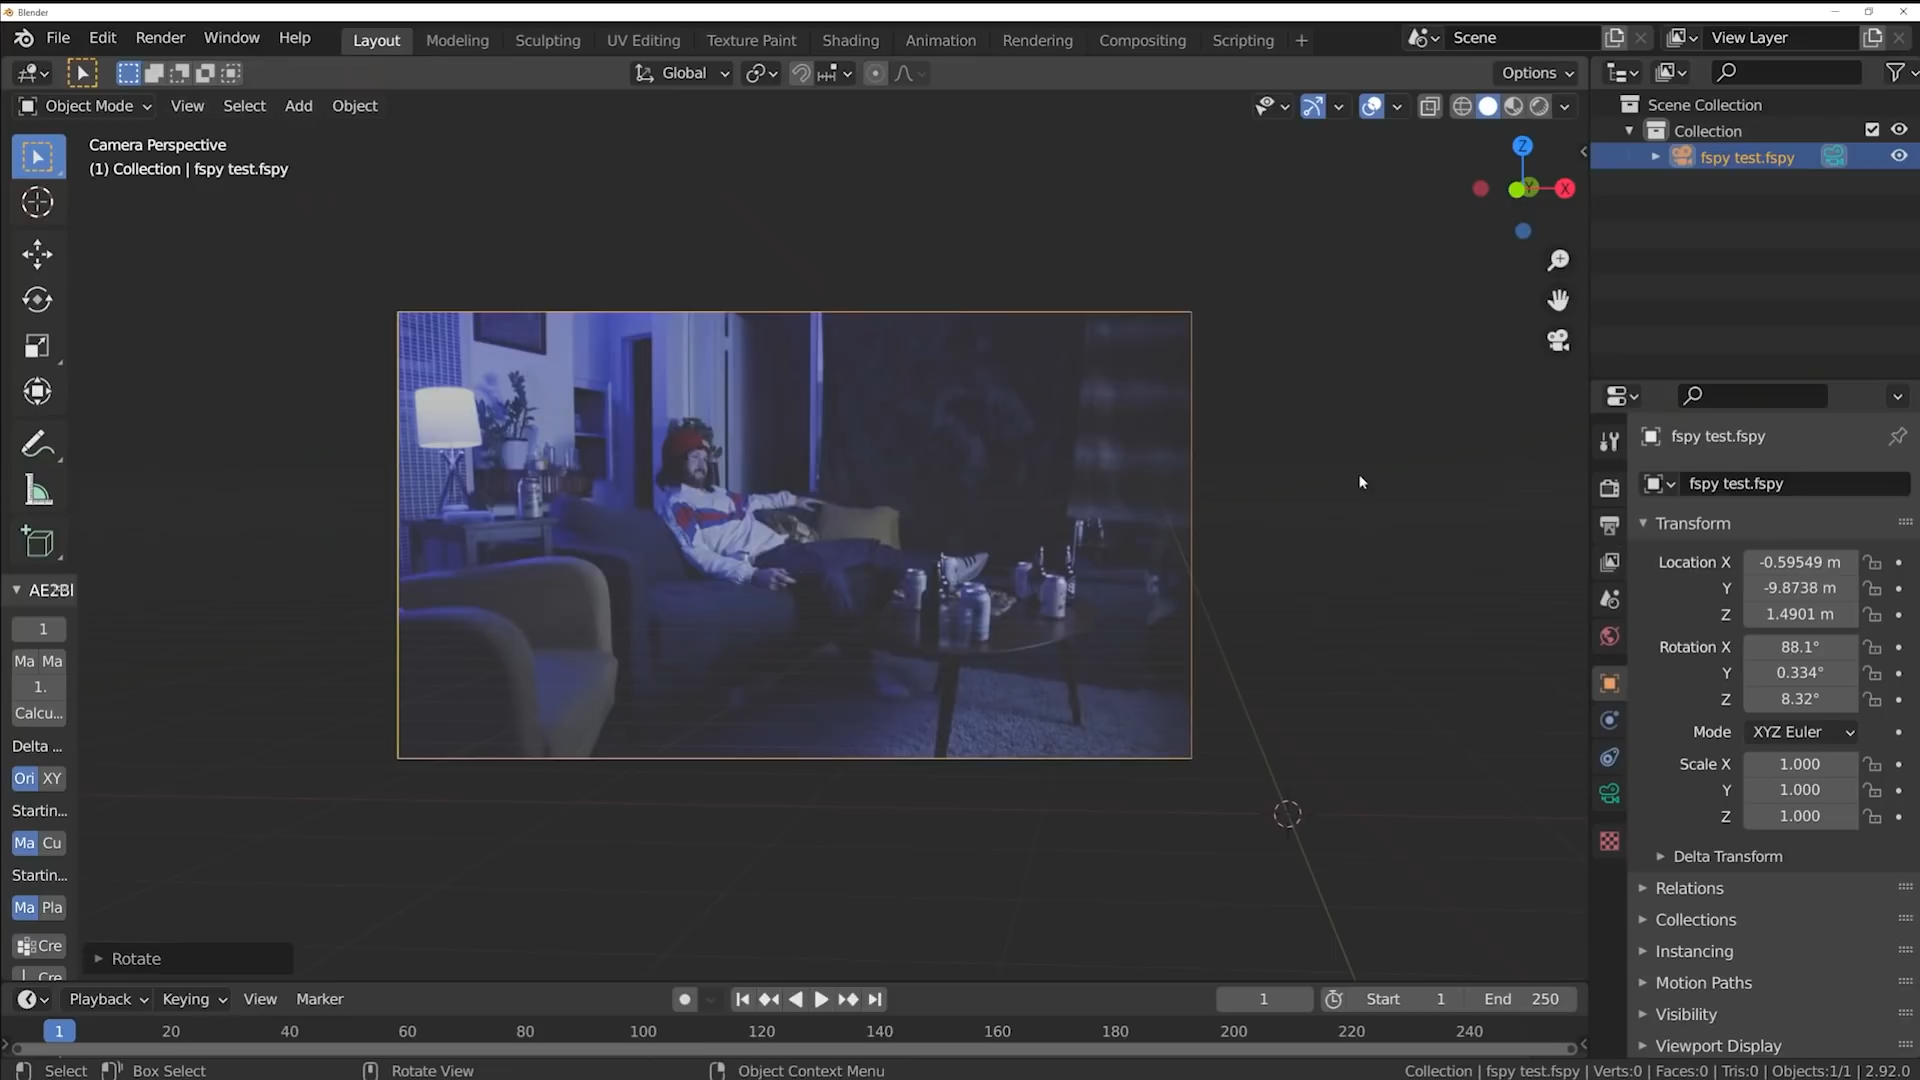 Blender
File Edit Render Window Help Layout Modeling Sculpting UV Editing Texture Paint Shading Animation Rendering Compositing Scripting + Scene View Layer
Global Options
Object Mode View Select Add Object
Camera Perspective
(1) Collection | fspy test.fspy
Z
Y
X
Scene Collection
Collection
fspy test.fspy
fspy test.fspy
fspy test.fspy
Transform
Location X -0.59549 m
Y -9.8738 m
Z 1.4901 m
Rotation X 88.1°
Y 0.334°
Z 8.32°
Mode XYZ Euler
Scale X 1.000
Y 1.000
Z 1.000
Delta Transform
Relations
Collections
Instancing
Motion Paths
Visibility
Viewport Display
1
Ma Ma
1.
Calcu...
Delta ...
Ori XY
Startin...
Ma Cu
Startin...
Ma Pla
Cre
Cre
Rotate
Playback Keying View Marker 1 Start 1 End 250
1 20 40 60 80 100 120 140 160 180 200 220 240
Select Box Select Rotate View Object Context Menu Collection | fspy test.fspy | Verts:0 | Faces:0 | Tris:0 | Objects:1/1 | 2.92.0